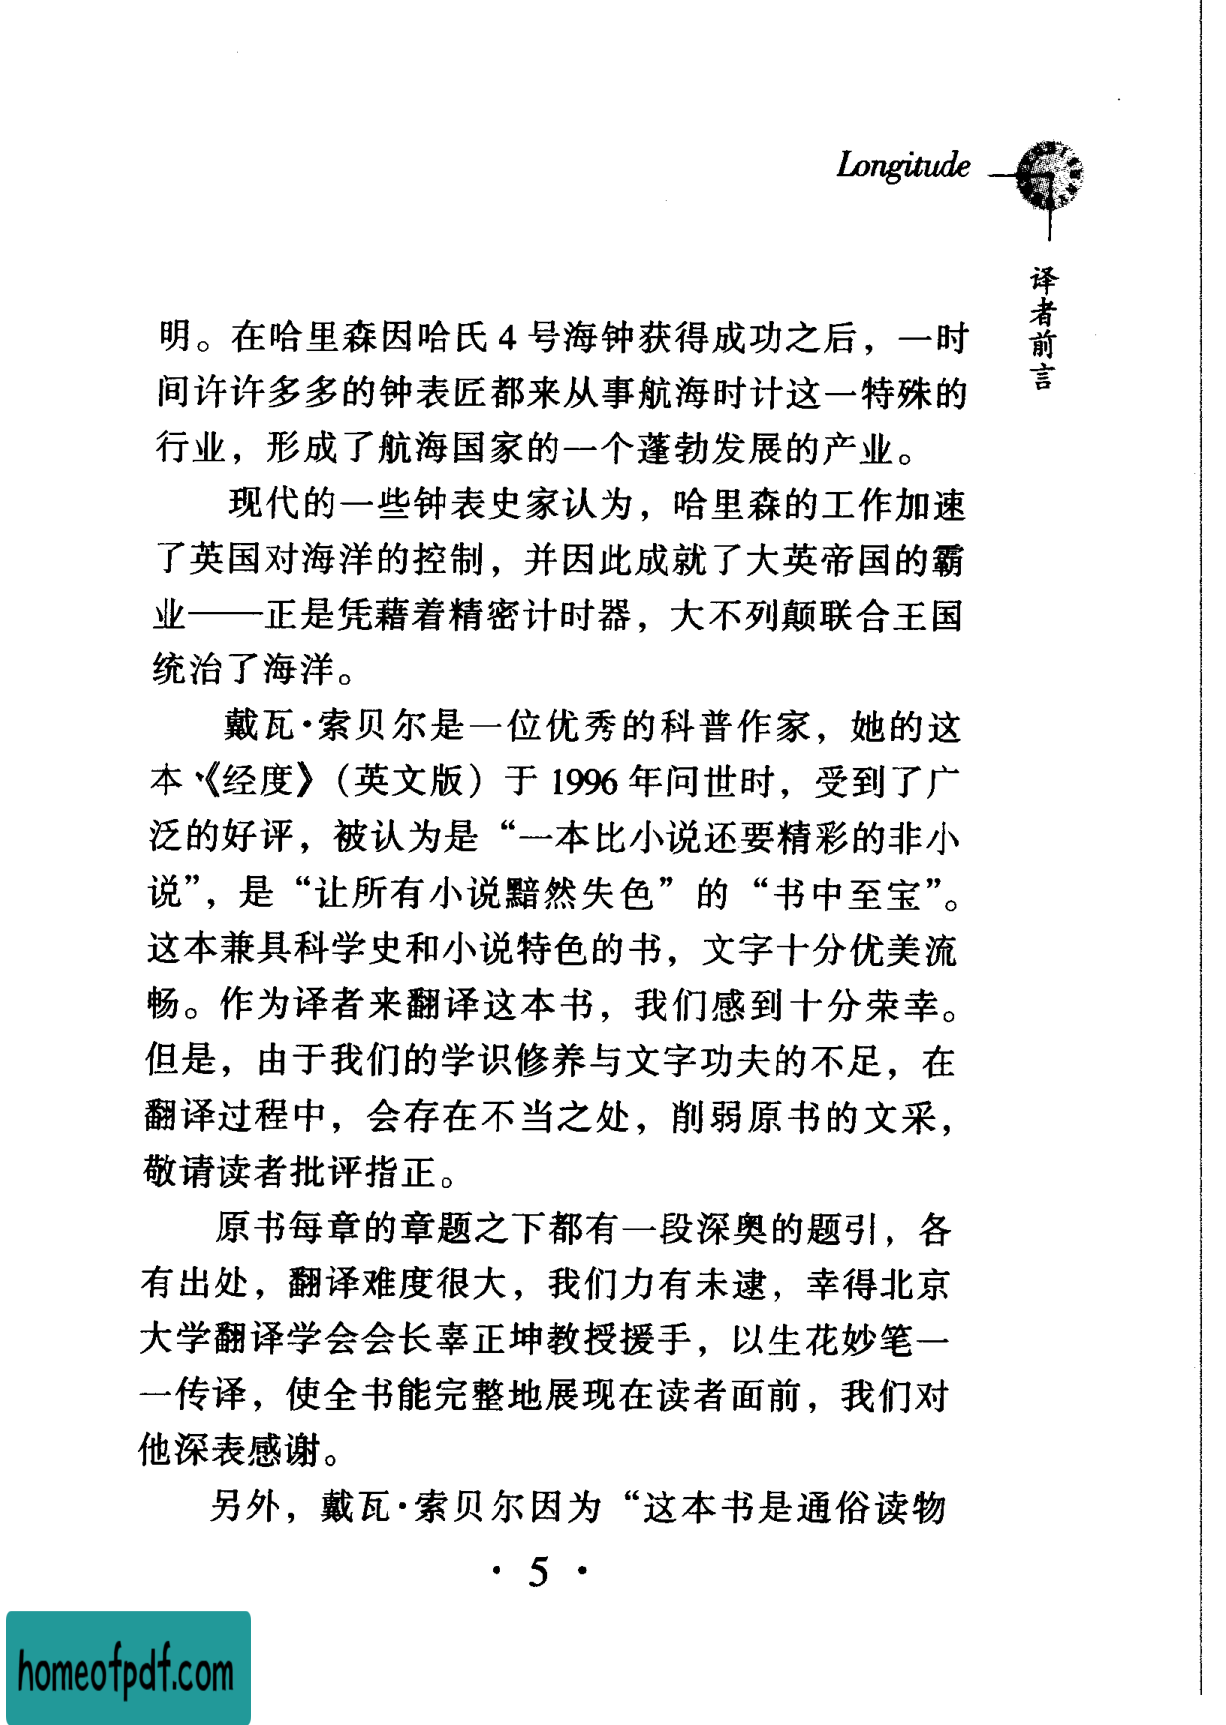 Longitude
译者前言
明。在哈里森因哈氏 4 号海钟获得成功之后，一时
间许许多多的钟表匠都来从事航海时计这一特殊的
行业，形成了航海国家的一个蓬勃发展的产业。
现代的一些钟表史家认为，哈里森的工作加速
了英国对海洋的控制，并因此成就了大英帝国的霸
业——正是凭藉着精密计时器，大不列颠联合王国
统治了海洋。
戴瓦·索贝尔是一位优秀的科普作家，她的这
本《经度》（英文版）于 1996 年问世时，受到了广
泛的好评，被认为是“一本比小说还要精彩的非小
说”，是“让所有小说黯然失色”的“书中至宝”。
这本兼具科学史和小说特色的书，文字十分优美流
畅。作为译者来翻译这本书，我们感到十分荣幸。
但是，由于我们的学识修养与文字功夫的不足，在
翻译过程中，会存在不当之处，削弱原书的文采，
敬请读者批评指正。
原书每章的章题之下都有一段深奥的题引，各
有出处，翻译难度很大，我们力有未逮，幸得北京
大学翻译学会会长辜正坤教授援手，以生花妙笔一
一传译，使全书能完整地展现在读者面前，我们对
他深表感谢。
另外，戴瓦·索贝尔因为“这本书是通俗读物
· 5 ·
homeofpdf.com